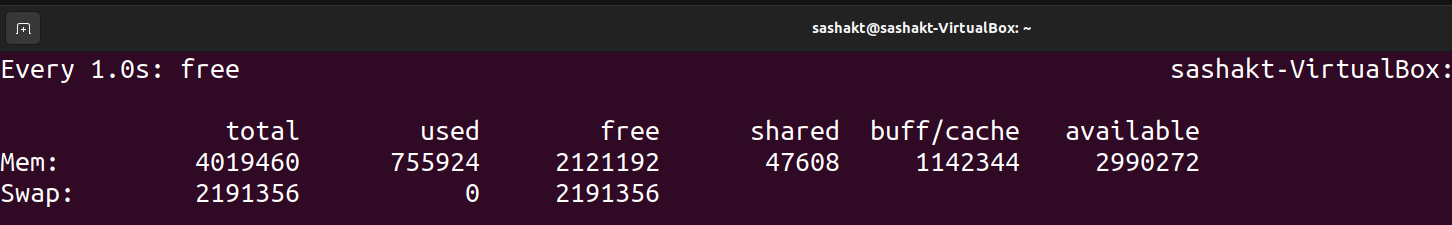 sashakt@sashakt-VirtualBox: ~
Every 1.0s: free sashakt-VirtualBox:
total used free shared buff/cache available
Mem: 4019460 755924 2121192 47608 1142344 2990272
Swap: 2191356 0 2191356